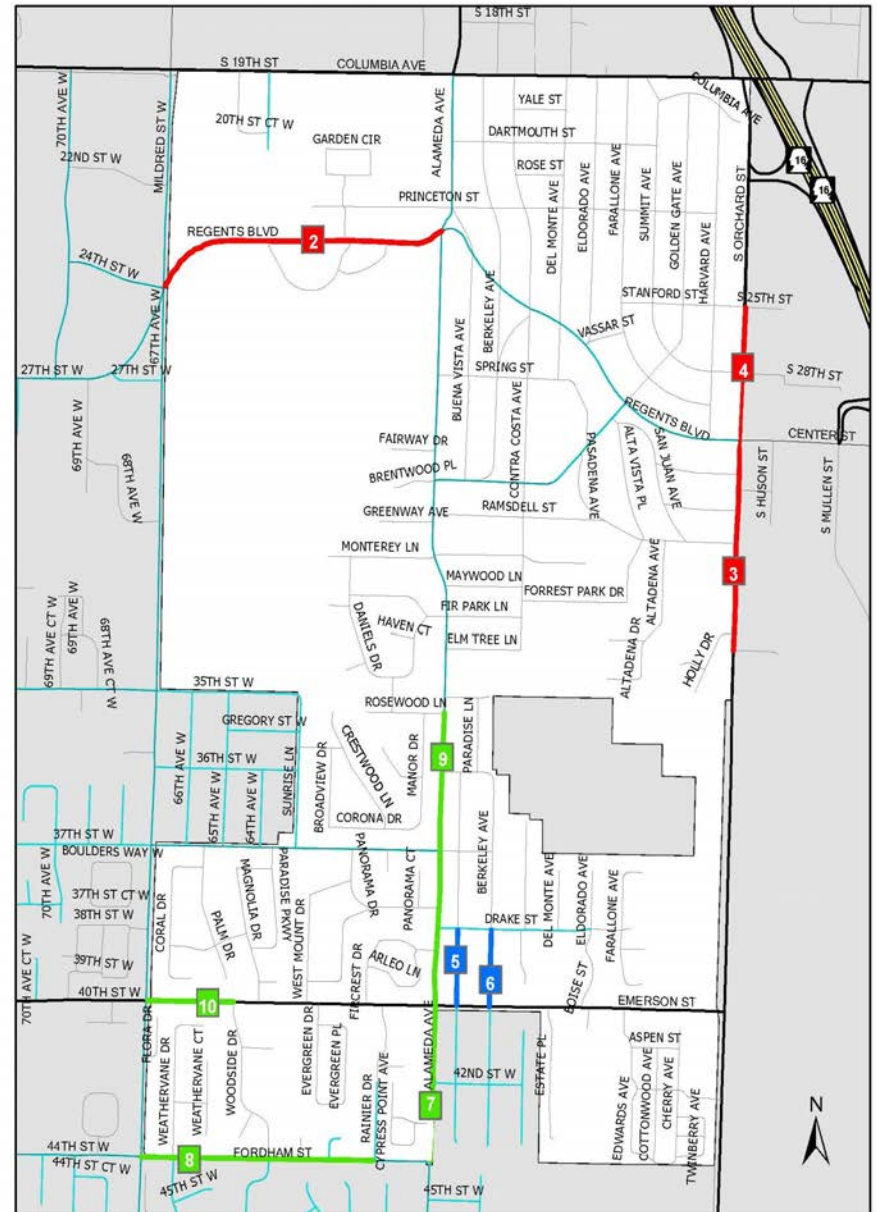 S 18TH ST
S 19TH ST
COLUMBIA AVE
COLUMBIA AVE
70TH AVE W
MILDRED ST W
20TH ST CT W
ALAMEDA AVE
YALE ST
DARTMOUTH ST
GARDEN CIR
22ND ST W
ROSE ST
PRINCETON ST
DEL MONTE AVE
ELDORADO AVE
FARALLONE AVE
SUMMIT AVE
GOLDEN GATE AVE
HARVARD AVE
S ORCHARD ST
16
16
REGENTS BLVD
2
24TH ST W
67TH AVE W
STANFORD ST
S 25TH ST
BERKELEY AVE
BUENA VISTA AVE
VASSAR ST
27TH ST W
27TH ST W
SPRING ST
4
S 28TH ST
REGENTS BLVD
CENTER ST
69TH AVE W
68TH AVE W
FAIRWAY DR
BRENTWOOD PL
CONTRA COSTA AVE
PASADENA AVE
ALTA VISTA PL
SAN JUAN AVE
S HUSON ST
S MULLEN ST
GREENWAY AVE
RAMSDELL ST
MONTEREY LN
MAYWOOD LN
FORREST PARK DR
ALTADENA AVE
3
69TH AVE CT W
69TH AVE W
68TH AVE CT W
DANIELS DR
HAVEN CT
FIR PARK LN
ELM TREE LN
ALTADENA DR
HOLLY DR
35TH ST W
ROSEWOOD LN
GREGORY ST W
66TH AVE W
36TH ST W
65TH AVE W
64TH AVE W
SUNRISE LN
BROADVIEW DR
CRESTWOOD LN
MANOR DR
9
PARADISE LN
CORONA DR
37TH ST W
BOULDERS WAY W
70TH AVE W
37TH ST CT W
38TH ST W
CORAL DR
PALM DR
MAGNOLIA DR
PARADISE PKWY
WEST MOUNT DR
PANORAMA DR
PANORAMA CT
BERKELEY AVE
DRAKE ST
DEL MONTE AVE
ELDORADO AVE
FARALLONE AVE
39TH ST W
ARLEO LN
FIRCREST DR
5
6
BOISE ST
70TH AVE CT W
40TH ST W
10
EMERSON ST
FLORA DR
WEATHERVANE DR
WEATHERVANE CT
WOODSIDE DR
EVERGREEN DR
EVERGREEN PL
RAINIER DR
CYPRESS POINT AVE
ALAMEDA AVE
7
42ND ST W
ESTATE PL
ASPEN ST
EDWARDS AVE
COTTONWOOD AVE
CHERRY AVE
TWINBERRY AVE
N
44TH ST W
44TH ST CT W
8
FORDHAM ST
45TH ST W
45TH ST W